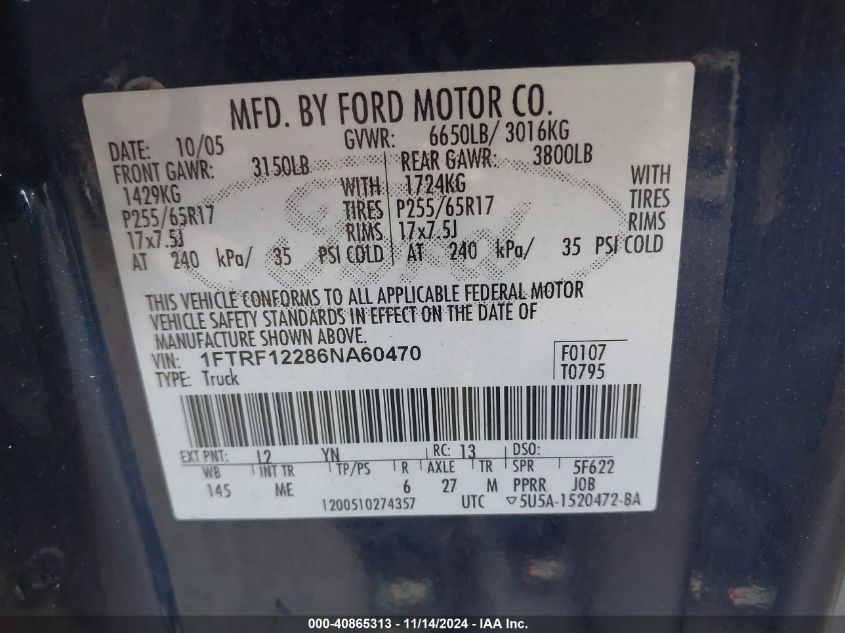 MFD. BY FORD MOTOR CO.
DATE: 10/05 GVWR: 6650LB/ 3016KG
FRONT GAWR: 3150LB REAR GAWR: 3800LB
1429KG WITH 1724KG WITH
P255/65R17 TIRES P255/65R17 TIRES
17x7.5J RIMS 17x7.5J RIMS
AT 240 kPa/ 35 PSI COLD AT 240 kPa/ 35 PSI COLD
THIS VEHICLE CONFORMS TO ALL APPLICABLE FEDERAL MOTOR
VEHICLE SAFETY STANDARDS IN EFFECT ON THE DATE OF
MANUFACTURE SHOWN ABOVE.
VIN: 1FTRF12286NA60470 F0107
TYPE: Truck T0795
EXT PNT: 12 YN RC: 13 DSO:
WB INT TR TP/PS R AXLE TR SPR 5F622
145 ME 6 27 M PPRR JOB
1200510274357 UTC ▽5U5A-1520472-BA
Ford
000-40865313 - 11/14/2024 - IAA Inc.